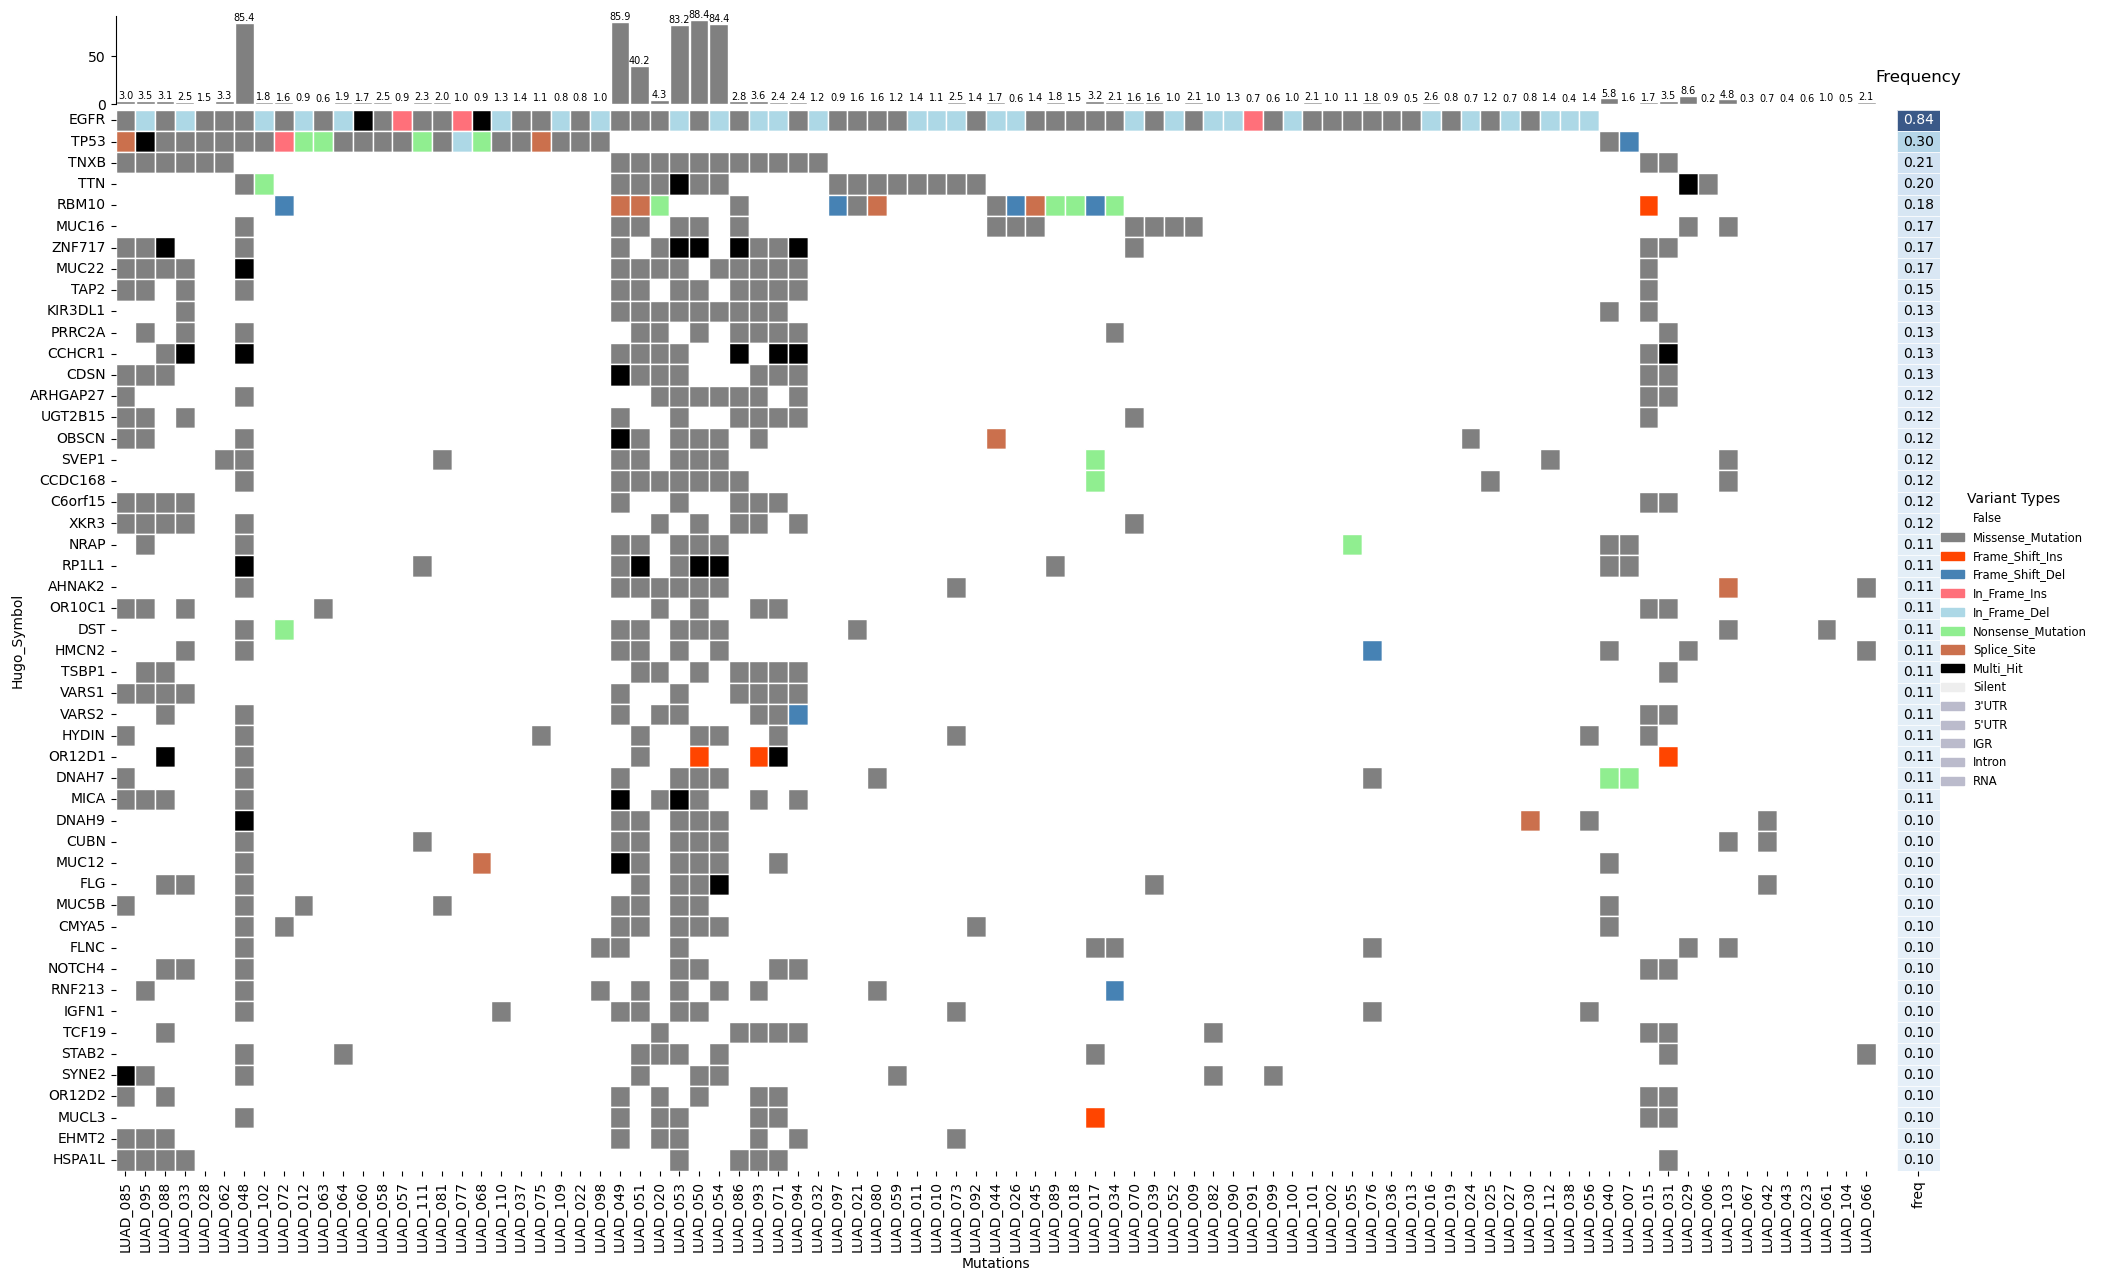 3.0 3.5 3.1 2.5 1.5 3.3 85.4 1.8 1.6 0.9 0.6 1.9 1.7 2.5 0.9 2.3 2.0 1.0 0.9 1.3 1.4 1.1 0.8 0.8 1.0 85.9 40.2 4.3 83.2 88.4 84.4 2.8 3.6 2.4 2.4 1.2 0.9 1.6 1.6 1.2 1.4 1.1 2.5 1.4 1.7 0.6 1.4 1.8 1.5 3.2 2.1 1.6 1.6 1.0 2.1 1.0 1.3 0.7 0.6 1.0 2.1 1.0 1.1 1.8 0.9 0.5 2.6 0.8 0.7 1.2 0.7 0.8 1.4 0.4 1.4 5.8 1.6 1.7 3.5 8.6 0.2 4.8 0.3 0.7 0.4 0.6 1.0 0.5 2.1
50
0
Frequency
EGFR 0.84
TP53 0.30
TNXB 0.21
TTN 0.20
RBM10 0.18
MUC16 0.17
ZNF717 0.17
MUC22 0.17
TAP2 0.15
KIR3DL1 0.13
PRRC2A 0.13
CCHCR1 0.13
CDSN 0.13
ARHGAP27 0.12
UGT2B15 0.12
OBSCN 0.12
SVEP1 0.12
CCDC168 0.12
C6orf15 0.12
XKR3 0.12
NRAP 0.11
RP1L1 0.11
AHNAK2 0.11
OR10C1 0.11
DST 0.11
HMCN2 0.11
TSBP1 0.11
VARS1 0.11
VARS2 0.11
HYDIN 0.11
OR12D1 0.11
DNAH7 0.11
MICA 0.11
DNAH9 0.10
CUBN 0.10
MUC12 0.10
FLG 0.10
MUC5B 0.10
CMYA5 0.10
FLNC 0.10
NOTCH4 0.10
RNF213 0.10
IGFN1 0.10
TCF19 0.10
STAB2 0.10
SYNE2 0.10
OR12D2 0.10
MUCL3 0.10
EHMT2 0.10
HSPA1L 0.10
Hugo_Symbol
Variant Types
False
Missense_Mutation
Frame_Shift_Ins
Frame_Shift_Del
In_Frame_Ins
In_Frame_Del
Nonsense_Mutation
Splice_Site
Multi_Hit
Silent
3'UTR
5'UTR
IGR
Intron
RNA
LUAD_085 LUAD_095 LUAD_088 LUAD_033 LUAD_028 LUAD_062 LUAD_048 LUAD_102 LUAD_072 LUAD_012 LUAD_063 LUAD_064 LUAD_060 LUAD_058 LUAD_057 LUAD_111 LUAD_081 LUAD_077 LUAD_068 LUAD_110 LUAD_037 LUAD_075 LUAD_109 LUAD_022 LUAD_098 LUAD_049 LUAD_051 LUAD_020 LUAD_053 LUAD_050 LUAD_054 LUAD_086 LUAD_093 LUAD_071 LUAD_094 LUAD_032 LUAD_097 LUAD_021 LUAD_080 LUAD_059 LUAD_011 LUAD_010 LUAD_073 LUAD_092 LUAD_044 LUAD_026 LUAD_045 LUAD_089 LUAD_018 LUAD_017 LUAD_034 LUAD_070 LUAD_039 LUAD_052 LUAD_009 LUAD_082 LUAD_090 LUAD_091 LUAD_099 LUAD_100 LUAD_101 LUAD_002 LUAD_055 LUAD_076 LUAD_036 LUAD_013 LUAD_016 LUAD_019 LUAD_024 LUAD_025 LUAD_027 LUAD_030 LUAD_112 LUAD_038 LUAD_056 LUAD_040 LUAD_007 LUAD_015 LUAD_031 LUAD_029 LUAD_006 LUAD_103 LUAD_067 LUAD_042 LUAD_043 LUAD_023 LUAD_061 LUAD_104 LUAD_066 freq
Mutations